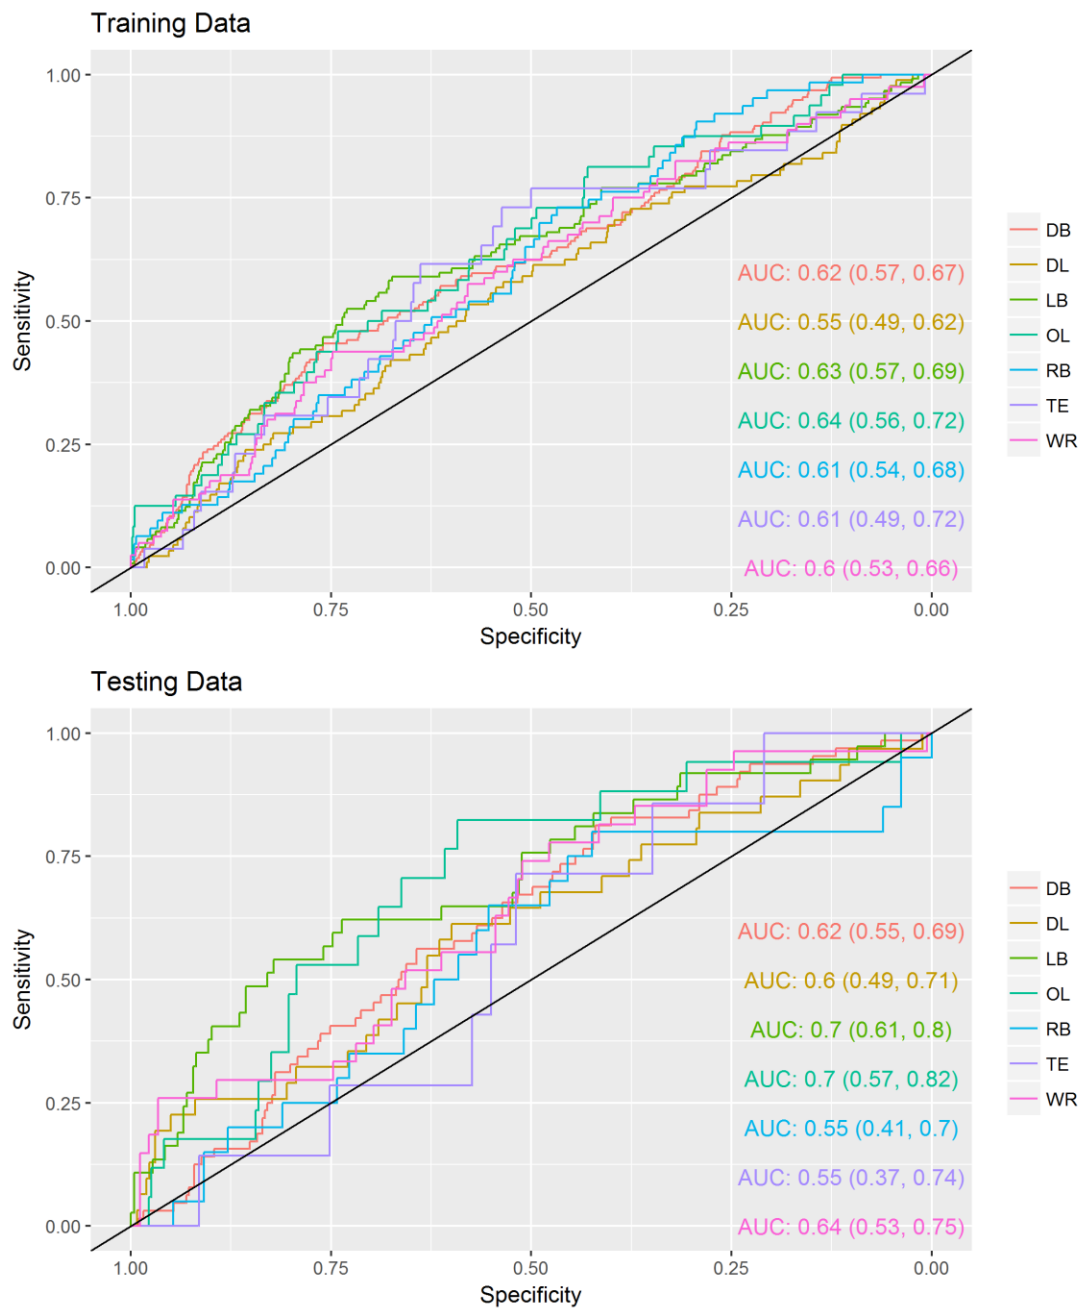 Training Data
1.00
0.75
0.50
0.25
0.00
Sensitivity
AUC: 0.62 (0.57, 0.67)
AUC: 0.55 (0.49, 0.62)
AUC: 0.63 (0.57, 0.69)
AUC: 0.64 (0.56, 0.72)
AUC: 0.61 (0.54, 0.68)
AUC: 0.61 (0.49, 0.72)
AUC: 0.6 (0.53, 0.66)
1.00 0.75 0.50 0.25 0.00
Specificity
DB
DL
LB
OL
RB
TE
WR
Testing Data
1.00
0.75
0.50
0.25
0.00
Sensitivity
AUC: 0.62 (0.55, 0.69)
AUC: 0.6 (0.49, 0.71)
AUC: 0.7 (0.61, 0.8)
AUC: 0.7 (0.57, 0.82)
AUC: 0.55 (0.41, 0.7)
AUC: 0.55 (0.37, 0.74)
AUC: 0.64 (0.53, 0.75)
1.00 0.75 0.50 0.25 0.00
Specificity
DB
DL
LB
OL
RB
TE
WR